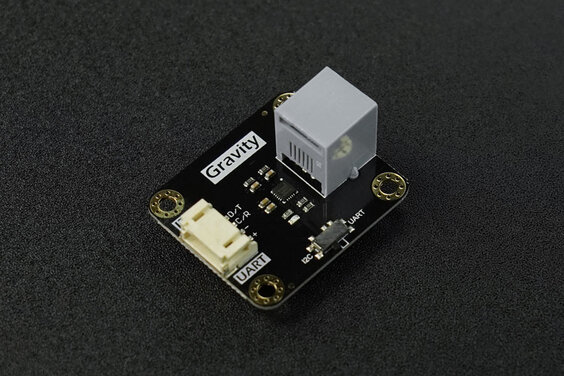 Gravity
D/T
C/R
-
+
UART
I2C
UART